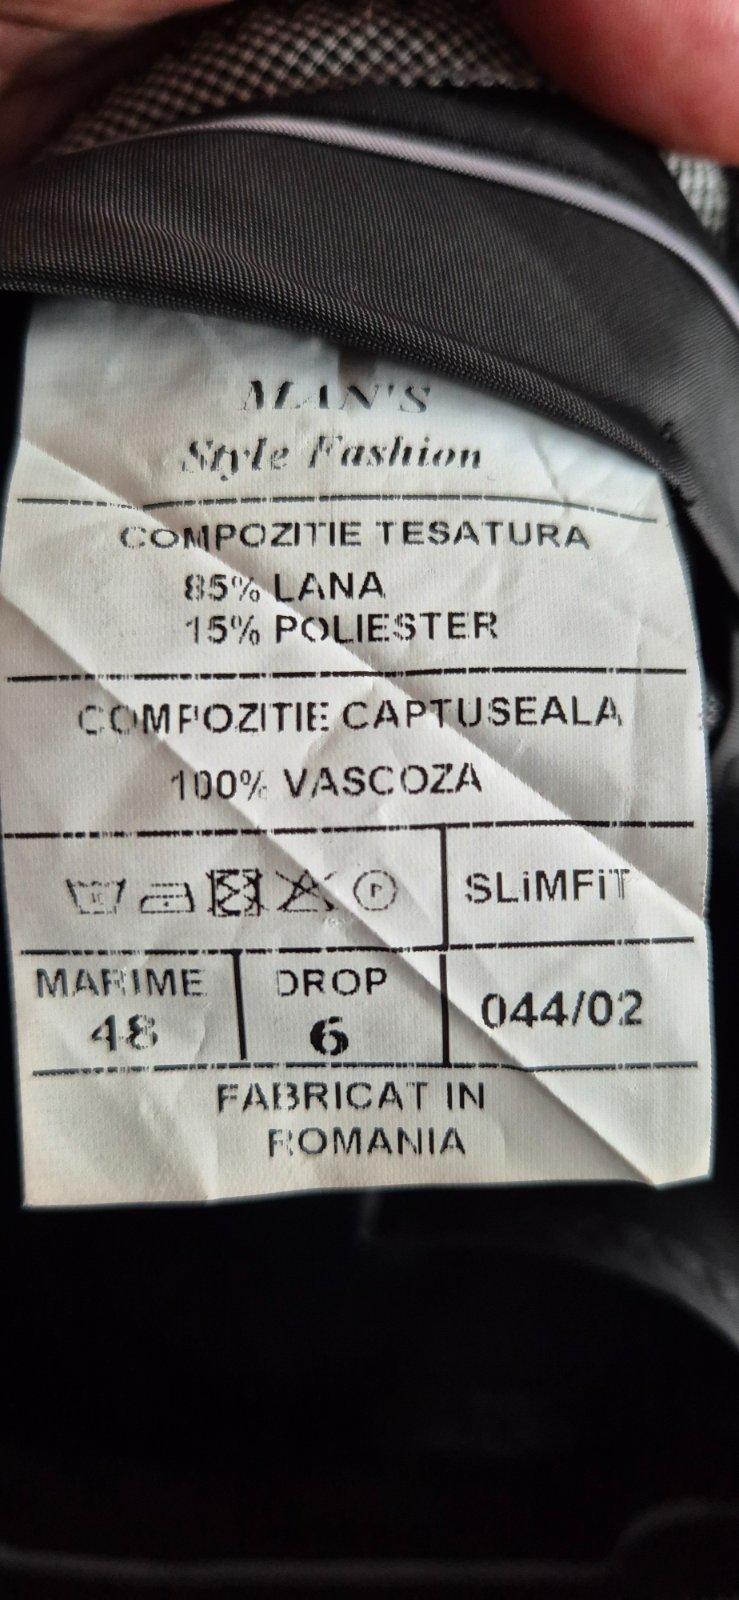 MAN'S
Style Fashion
COMPOZITIE TESATURA
85% LANA
15% POLIESTER
COMPOZITIE CAPTUSEALA
100% VASCOZA
P
SLiMFiT
MARIME
48
DROP
6
044/02
FABRICAT IN
ROMANIA